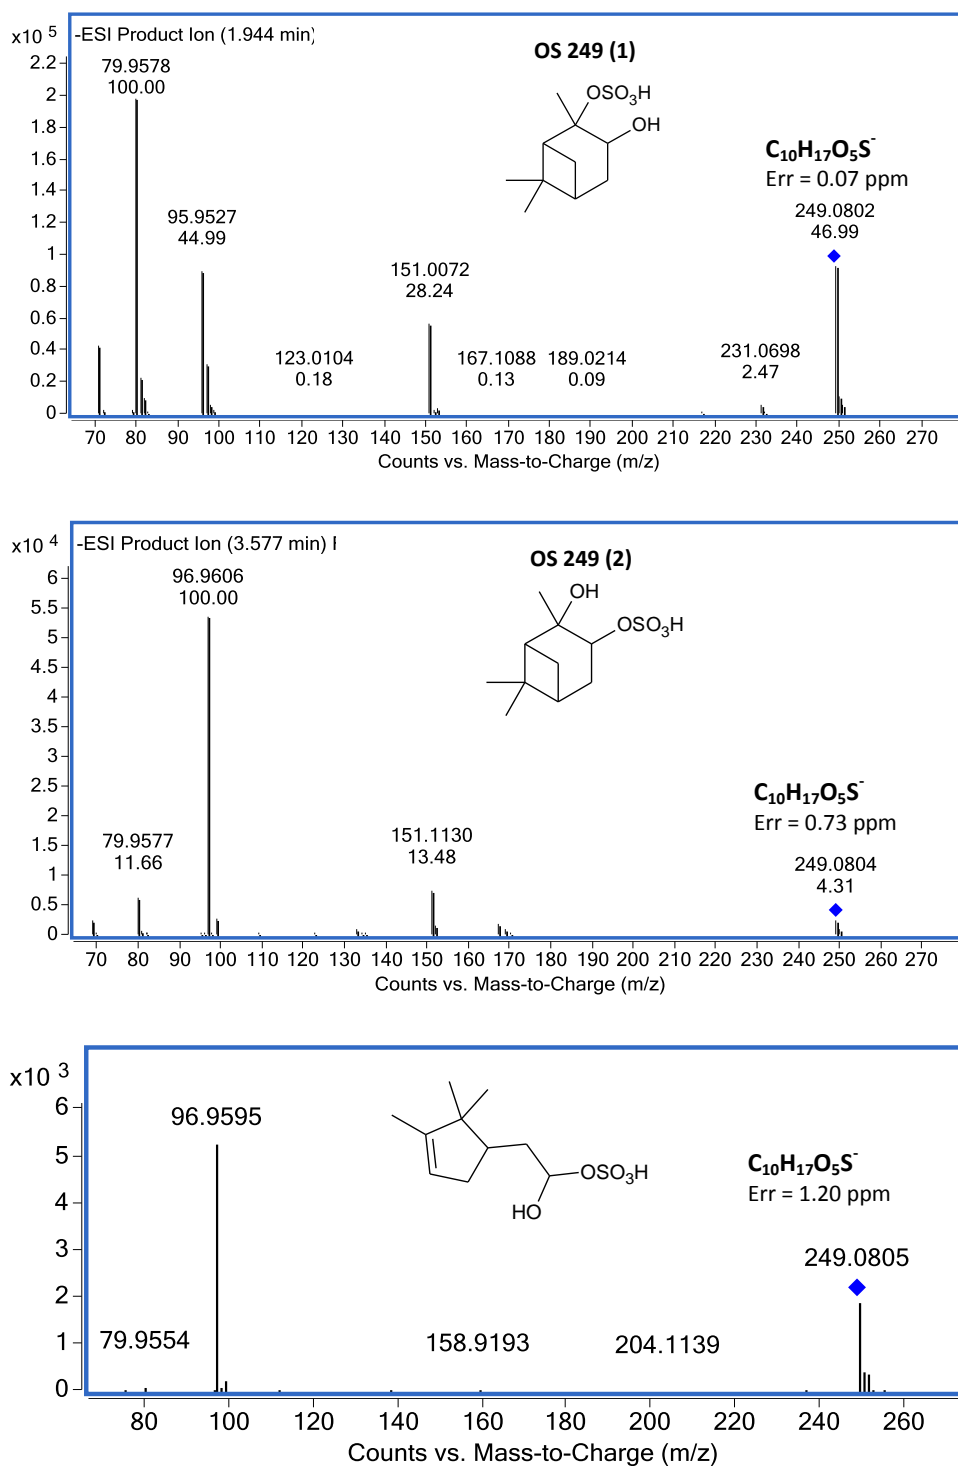 x10 5
-ESI Product Ion (1.944 min)
OS 249 (1)
2.2
2
1.8
1.6
1.4
1.2
1
0.8
0.6
0.4
0.2
0
79.9578
100.00
OSO₃H
OH
C₁₀H₁₇O₅S⁻
Err = 0.07 ppm
95.9527
44.99
249.0802
46.99
151.0072
28.24
123.0104
0.18
167.1088
0.13
189.0214
0.09
231.0698
2.47
70 80 90 100 110 120 130 140 150 160 170 180 190 200 210 220 230 240 250 260 270
Counts vs. Mass-to-Charge (m/z)
x10 4
-ESI Product Ion (3.577 min)
OS 249 (2)
6
5.5
5
4.5
4
3.5
3
2.5
2
1.5
1
0.5
0
96.9606
100.00
OH
OSO₃H
C₁₀H₁₇O₅S⁻
Err = 0.73 ppm
79.9577
11.66
151.1130
13.48
249.0804
4.31
70 80 90 100 110 120 130 140 150 160 170 180 190 200 210 220 230 240 250 260 270
Counts vs. Mass-to-Charge (m/z)
x10 3
6
5
4
3
2
1
0
96.9595
OSO₃H
HO
C₁₀H₁₇O₅S⁻
Err = 1.20 ppm
249.0805
79.9554
158.9193
204.1139
80 100 120 140 160 180 200 220 240 260
Counts vs. Mass-to-Charge (m/z)